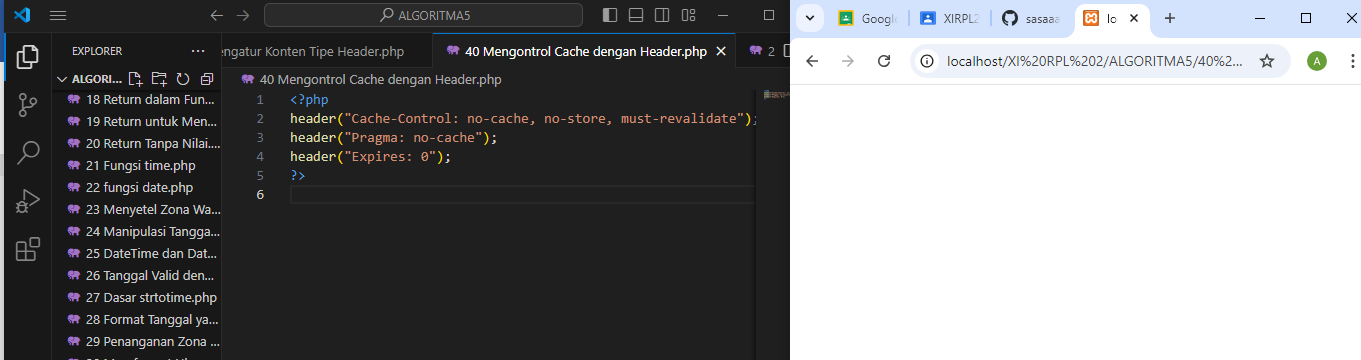 ALGORITMA5
Google
XIRPL2
sasaaa
lo
EXPLORER
engatur Konten Tipe Header.php
40 Mengontrol Cache dengan Header.php
2
localhost/XI%20RPL%202/ALGORITMA5/40%2...
A
ALGORI...
40 Mengontrol Cache dengan Header.php
18 Return dalam Fun...
19 Return untuk Men...
20 Return Tanpa Nilai....
21 Fungsi time.php
22 fungsi date.php
23 Menyetel Zona Wa...
24 Manipulasi Tangga...
25 DateTime dan Dat...
26 Tanggal Valid den...
27 Dasar strtotime.php
28 Format Tanggal ya...
29 Penanganan Zona ...
1 <?php
2 header("Cache-Control: no-cache, no-store, must-revalidate");
3 header("Pragma: no-cache");
4 header("Expires: 0");
5 ?>
6